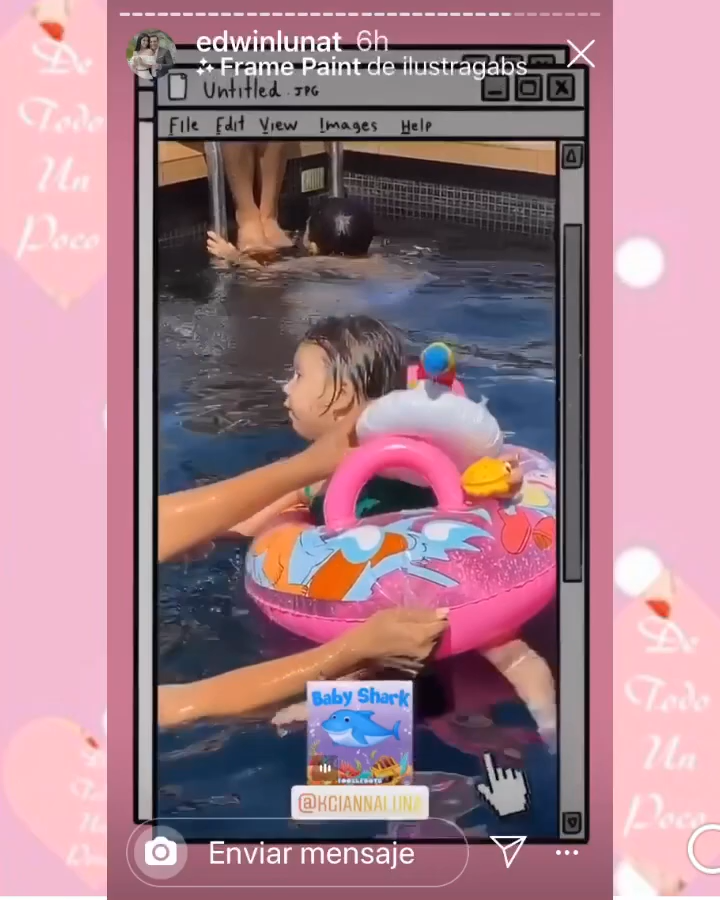 edwinlunat 6h
Frame Paint de ilustragabs
Untitled.JPG
File Edit View Images Help
De
Todo
Un
Poco
Baby Shark
@KGIANNALUNA
De
Todo
Un
Poco
Enviar mensaje